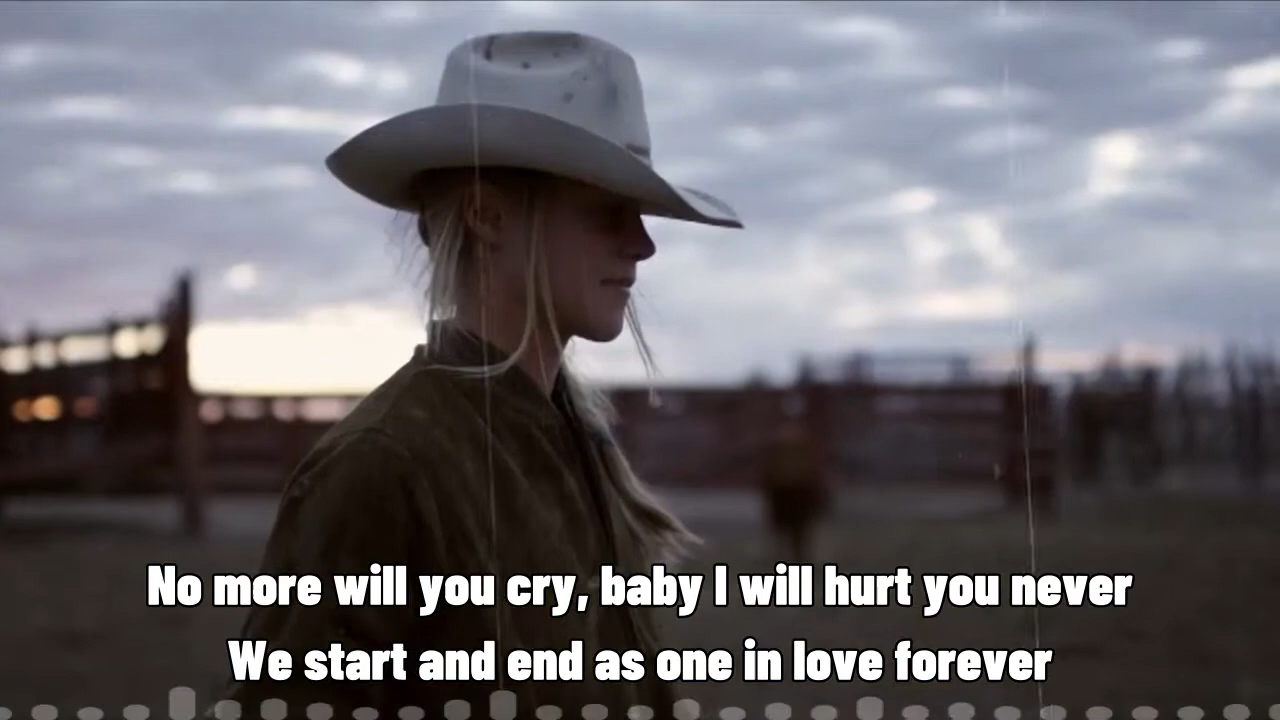 No more will you cry, baby I will hurt you never
We start and end as one in love forever